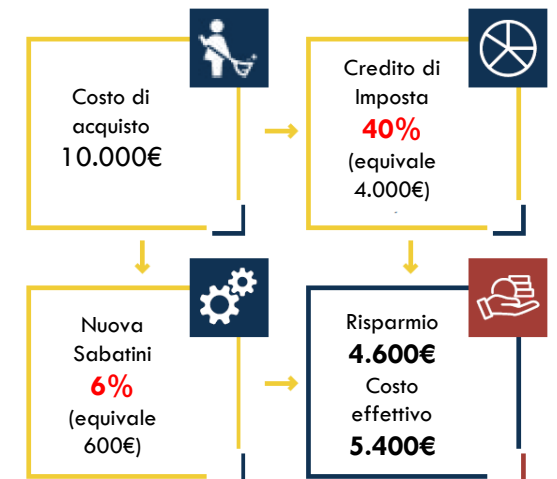 Costo di
acquisto
10.000€
Credito di
Imposta
40%
(equivale
4.000€)
Nuova
Sabatini
6%
(equivale
600€)
Risparmio
4.600€
Costo
effettivo
5.400€